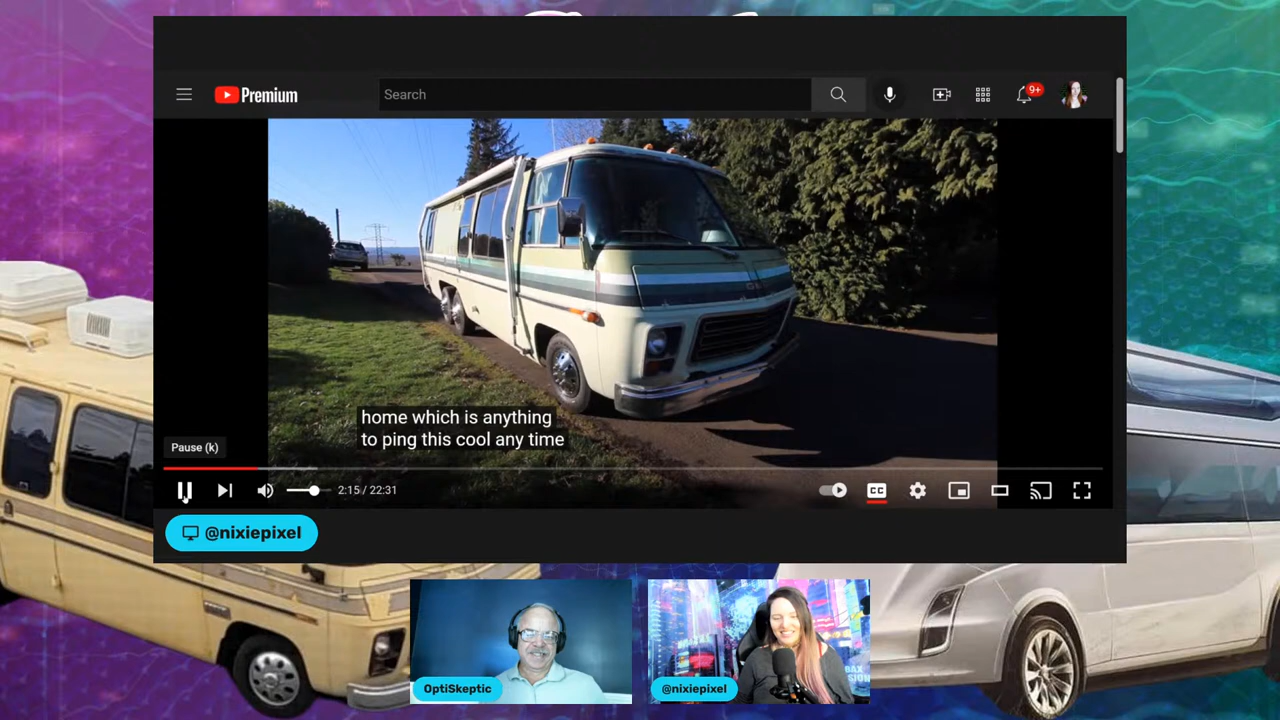 Premium
Search
9+
home which is anything
to ping this cool any time
Pause (k)
2:15 / 22:31
CC
@nixiepixel
OptiSkeptic
@nixiepixel